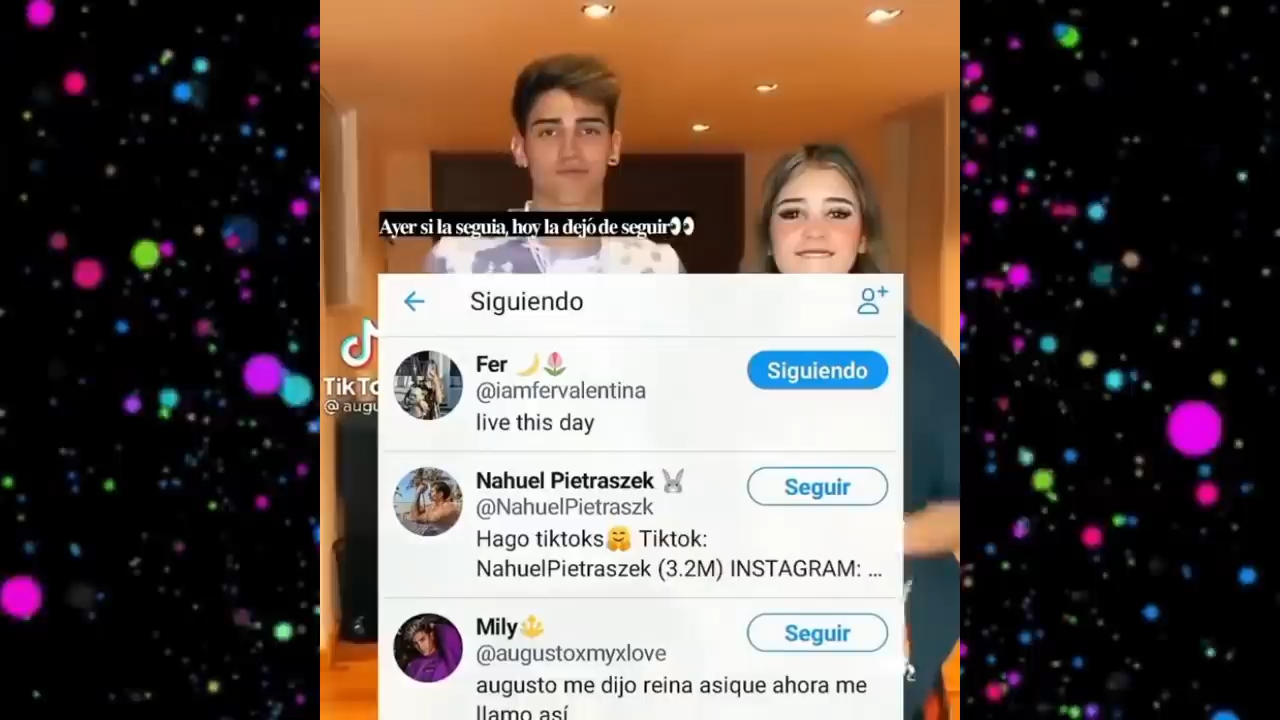 Ayer si la seguia, hoy la dejó de seguir👀
Siguiendo
Fer 🌙🌷
Siguiendo
@iamfervalentina
live this day
Nahuel Pietraszek 🐰
Seguir
@NahuelPietraszk
Hago tiktoks🤗 Tiktok:
NahuelPietraszek (3.2M) INSTAGRAM: ...
Mily🔱
Seguir
@augustoxmyxlove
augusto me dijo reina asique ahora me
llamo así
TikTo
@augu